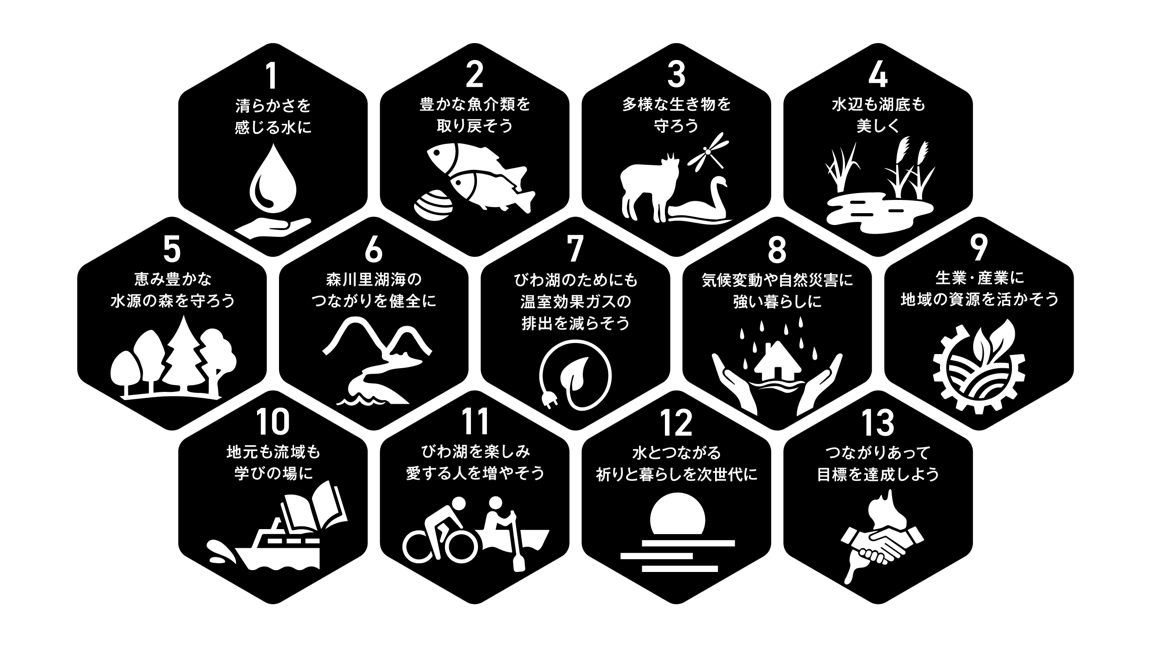 1
清らかさを
感じる水に
2
豊かな魚介類を
取り戻そう
3
多様な生き物を
守ろう
4
水辺も湖底も
美しく
5
恵み豊かな
水源の森を守ろう
6
森川里湖海の
つながりを健全に
7
びわ湖のためにも
温室効果ガスの
排出を減らそう
8
気候変動や自然災害に
強い暮らしに
9
生業・産業に
地域の資源を活かそう
10
地元も流域も
学びの場に
11
びわ湖を楽しみ
愛する人を増やそう
12
水とつながる
祈りと暮らしを次世代に
13
つながりあって
目標を達成しよう